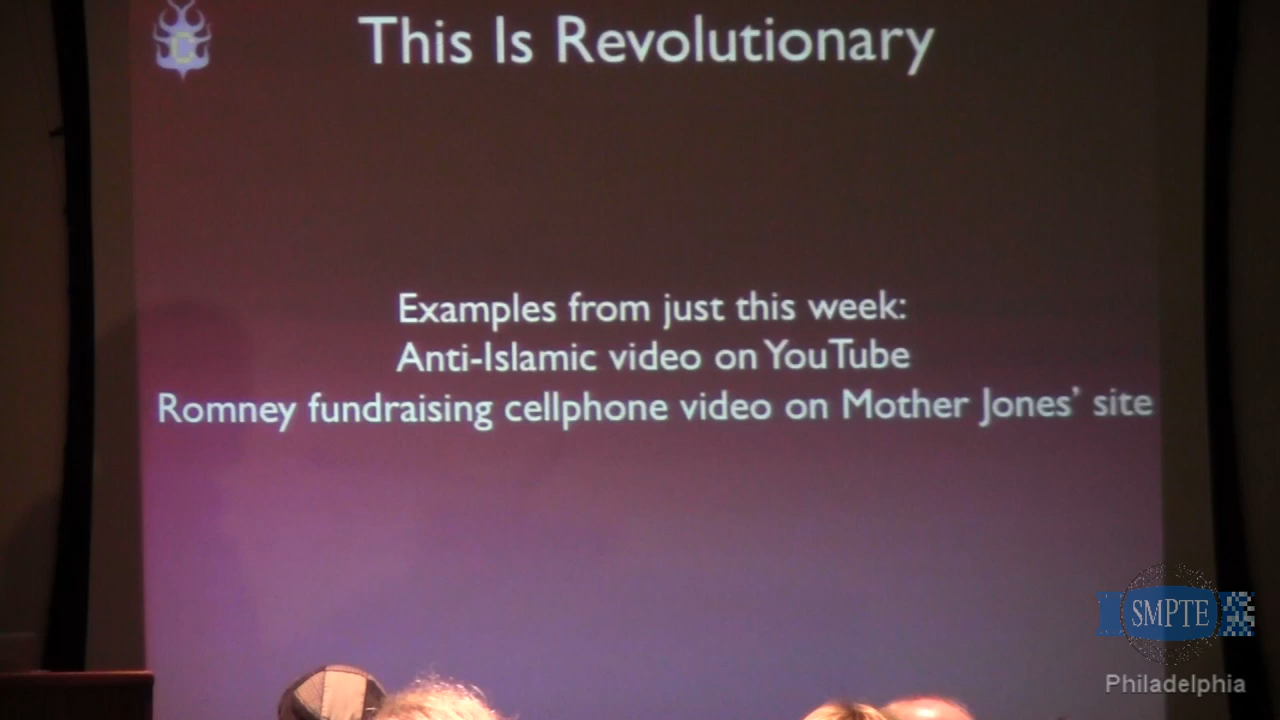 This Is Revolutionary
Examples from just this week:
Anti-Islamic video on YouTube
Romney fundraising cellphone video on Mother Jones' site
SMPTE
Philadelphia